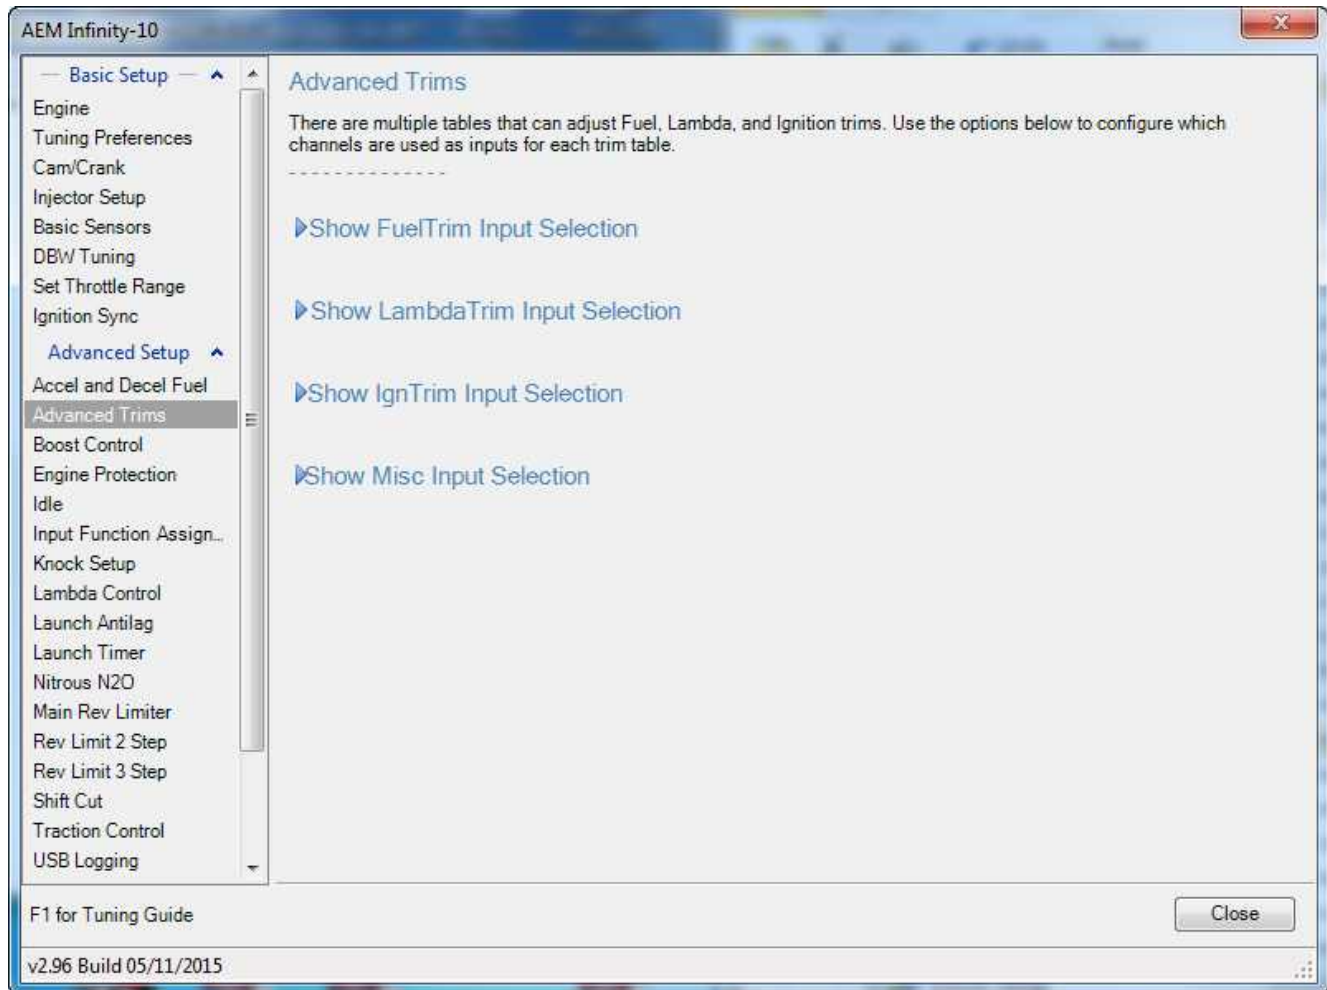 AEM Infinity-10
Basic Setup
Engine
Tuning Preferences
Cam/Crank
Injector Setup
Basic Sensors
DBW Tuning
Set Throttle Range
Ignition Sync
Advanced Setup
Accel and Decel Fuel
Advanced Trims
Boost Control
Engine Protection
Idle
Input Function Assign...
Knock Setup
Lambda Control
Launch Antilag
Launch Timer
Nitrous N2O
Main Rev Limiter
Rev Limit 2 Step
Rev Limit 3 Step
Shift Cut
Traction Control
USB Logging
Advanced Trims
There are multiple tables that can adjust Fuel, Lambda, and Ignition trims. Use the options below to configure which
channels are used as inputs for each trim table.
- - - - - - - - - - - - - -
Show FuelTrim Input Selection
Show LambdaTrim Input Selection
Show IgnTrim Input Selection
Show Misc Input Selection
F1 for Tuning Guide
Close
v2.96 Build 05/11/2015